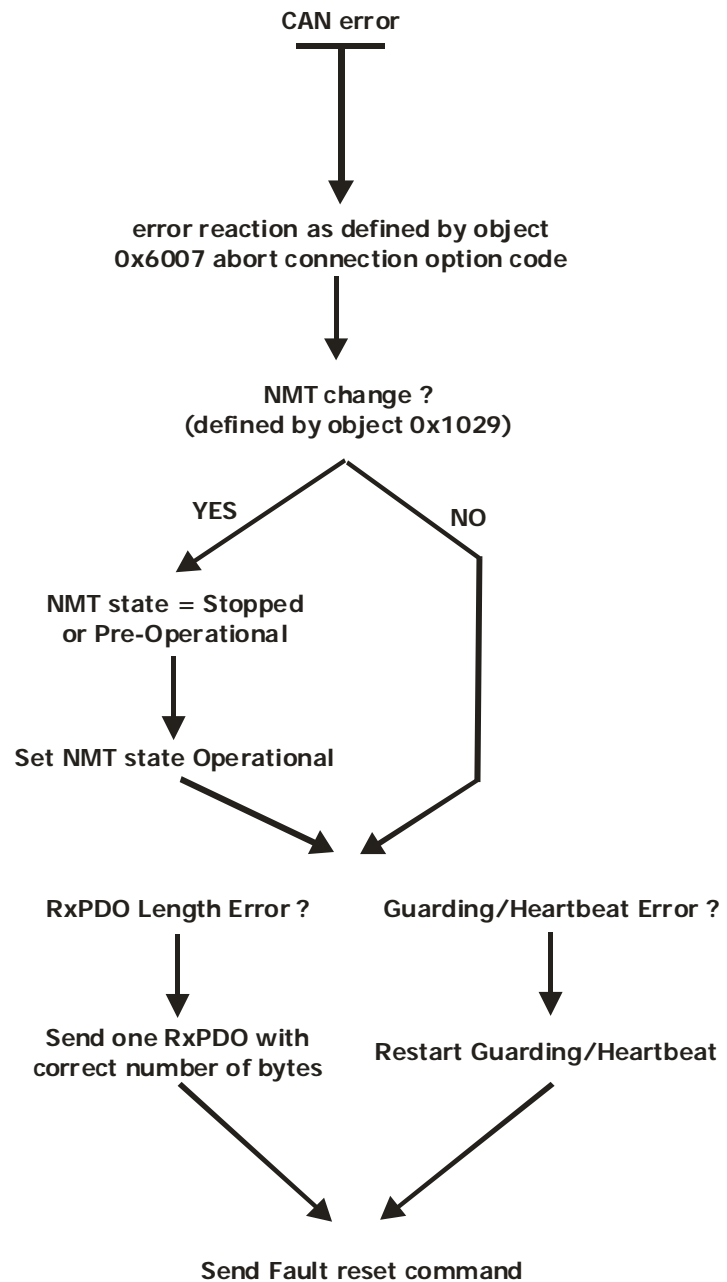 CAN error
error reaction as defined by object
0x6007 abort connection option code
NMT change ?
(defined by object 0x1029)
YES
NO
NMT state = Stopped
or Pre-Operational
Set NMT state Operational
RxPDO Length Error ?
Guarding/Heartbeat Error ?
Send one RxPDO with
correct number of bytes
Restart Guarding/Heartbeat
Send Fault reset command